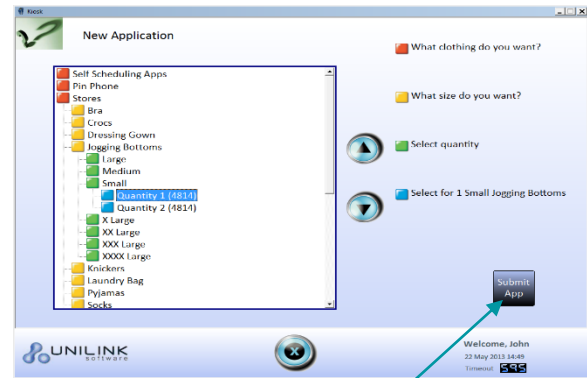 Kiosk
New Application
Self Scheduling Apps
Pin Phone
Stores
Bra
Crocs
Dressing Gown
Jogging Bottoms
Large
Medium
Small
Quantity 1 (4814)
Quantity 2 (4814)
X Large
XX Large
XXX Large
XXXX Large
Knickers
Laundry Bag
Pyjamas
Socks
What clothing do you want?
What size do you want?
Select quantity
Select for 1 Small Jogging Bottoms
Submit
App
UNILINK
software
X
Welcome, John
22 May 2013 14:49
Timeout 595